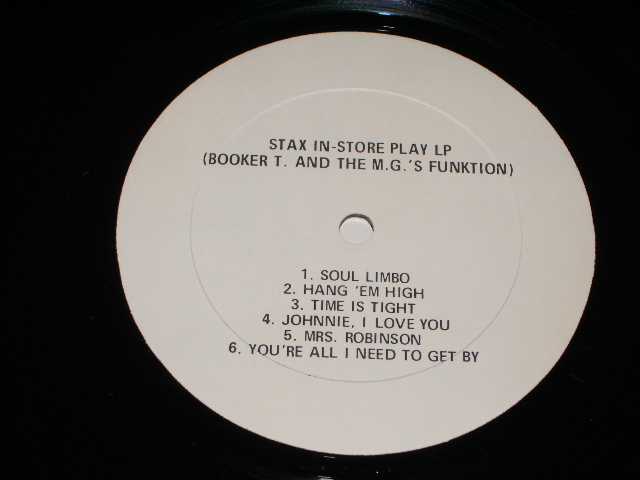 STAX IN-STORE PLAY LP
(BOOKER T. AND THE M.G.'S FUNKTION)
1. SOUL LIMBO
2. HANG 'EM HIGH
3. TIME IS TIGHT
4. JOHNNIE, I LOVE YOU
5. MRS. ROBINSON
6. YOU'RE ALL I NEED TO GET BY